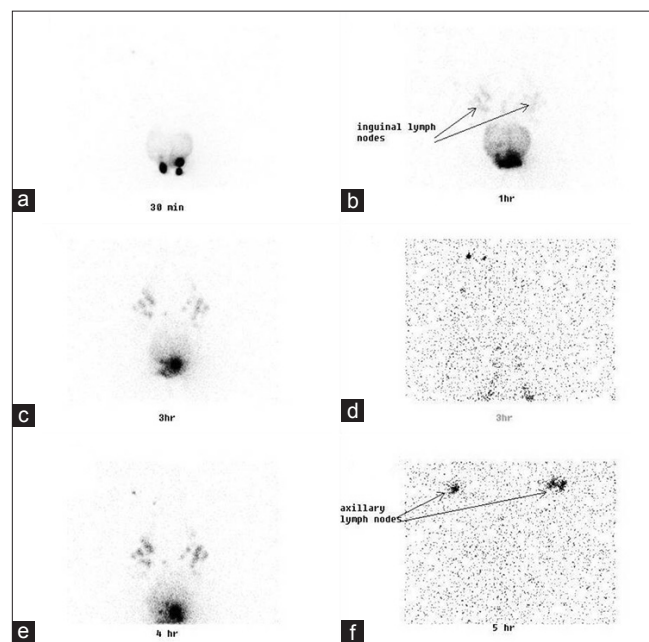 a
30 min
b
inguinal lymph
nodes
1hr
c
3hr
d
3hr
e
4 hr
f
axillary
lymph nodes
5 hr